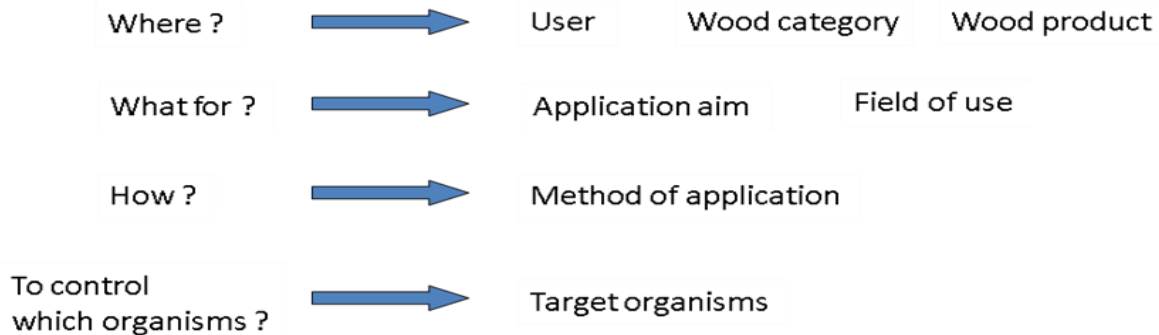 Where ? User Wood category Wood product
What for ? Application aim Field of use
How ? Method of application
To control
which organisms ? Target organisms